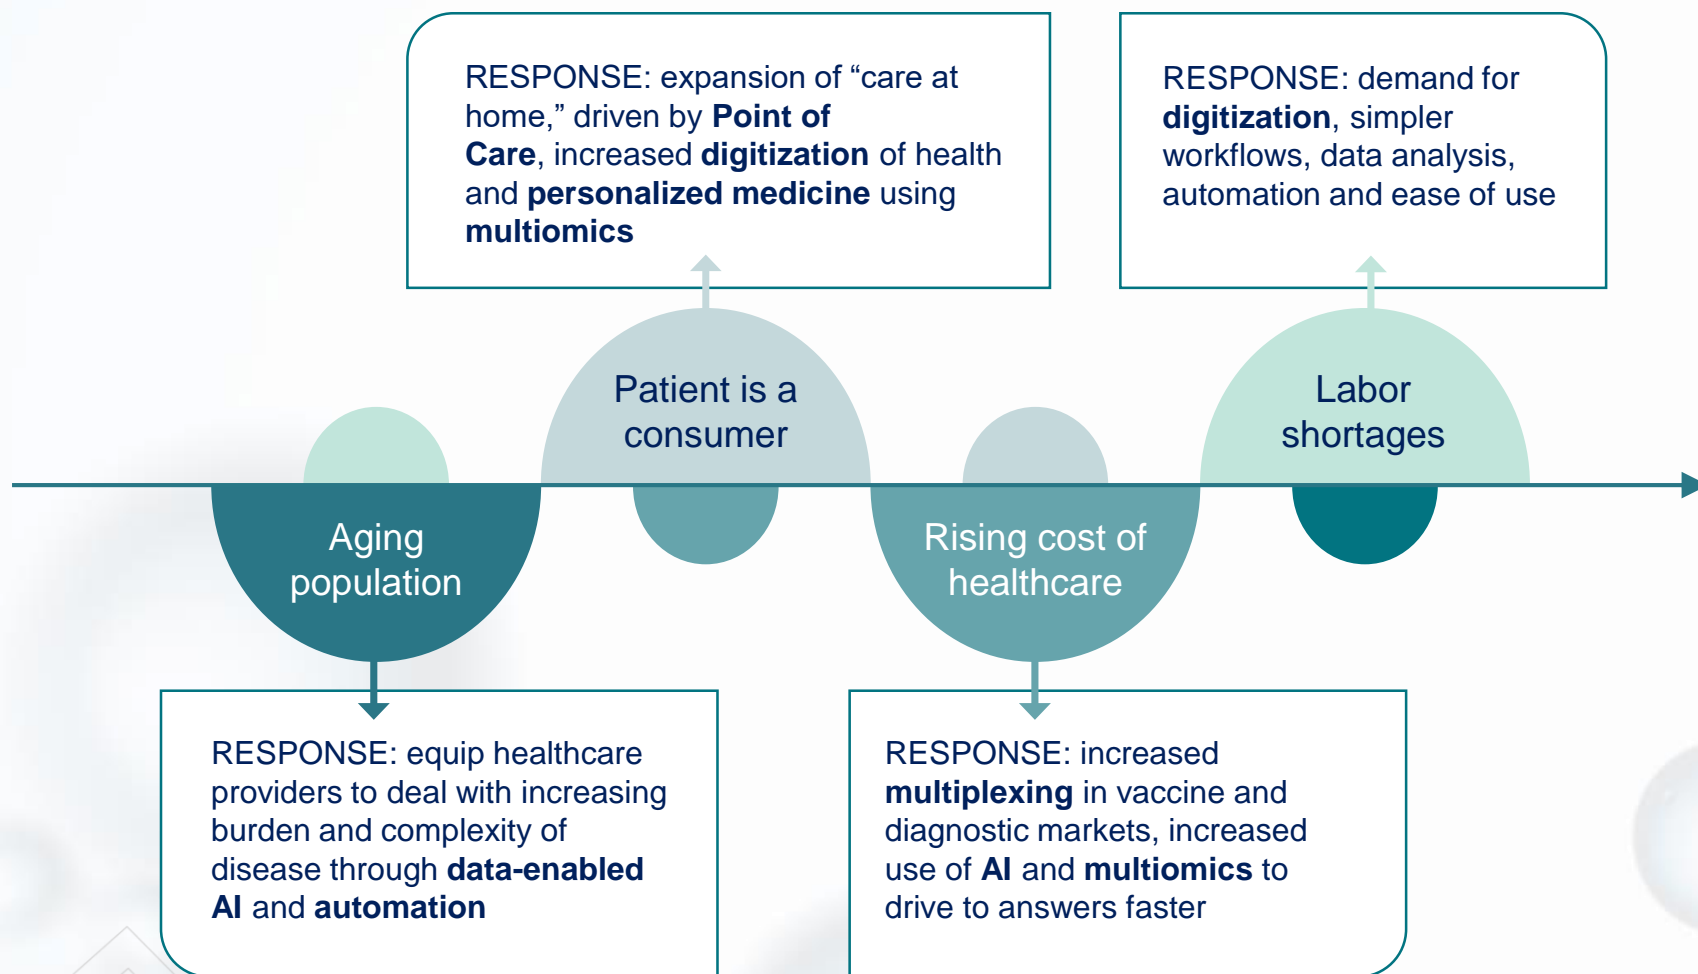 RESPONSE: expansion of “care at
home,” driven by Point of
Care, increased digitization of health
and personalized medicine using
multiomics
RESPONSE: demand for
digitization, simpler
workflows, data analysis,
automation and ease of use
Patient is a
consumer
Labor
shortages
Aging
population
Rising cost of
healthcare
RESPONSE: equip healthcare
providers to deal with increasing
burden and complexity of
disease through data-enabled
AI and automation
RESPONSE: increased
multiplexing in vaccine and
diagnostic markets, increased
use of AI and multiomics to
drive to answers faster